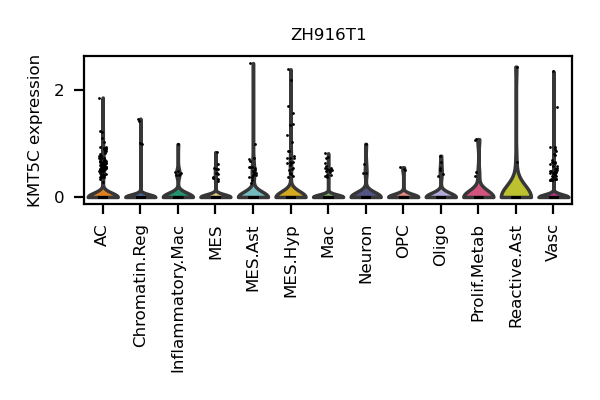 ZH916T1
KMT5C expression
2
0
AC
Chromatin.Reg
Inflammatory.Mac
MES
MES.Ast
MES.Hyp
Mac
Neuron
OPC
Oligo
Prolif.Metab
Reactive.Ast
Vasc